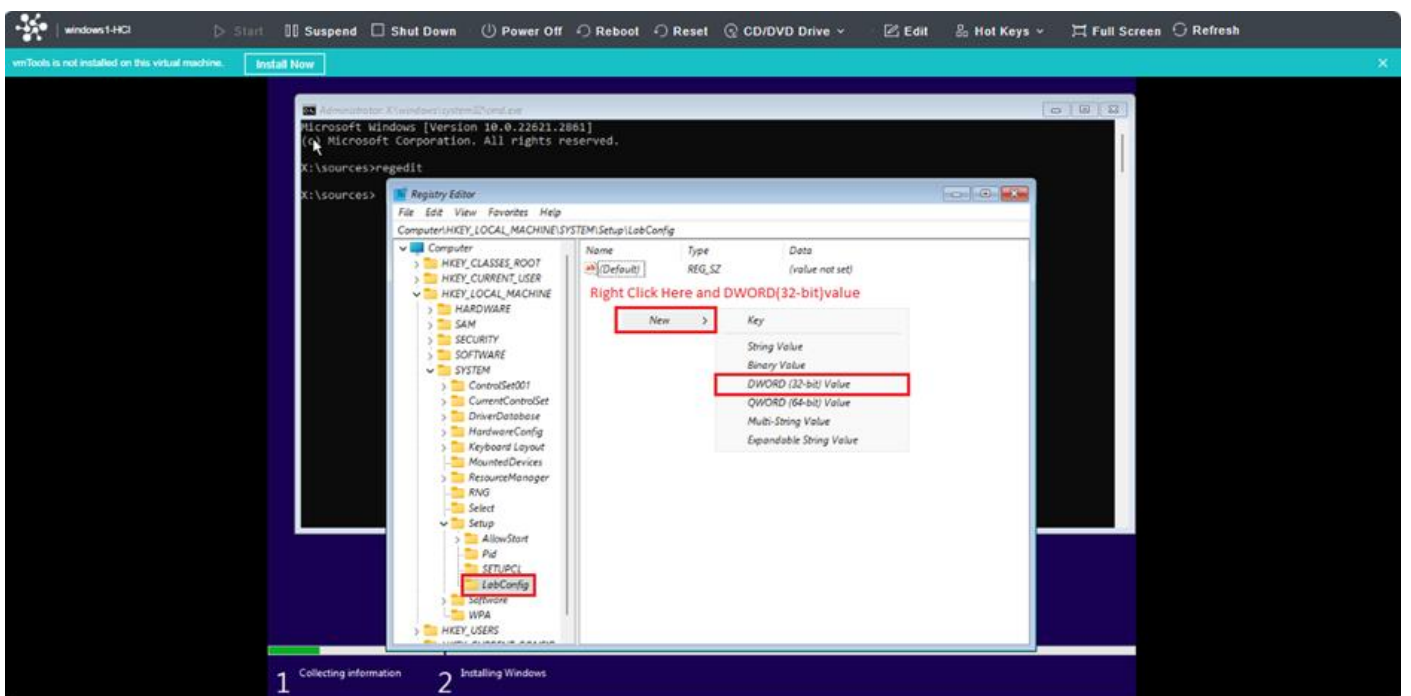 windows1-HCI Start Suspend Shut Down Power Off Reboot Reset CD/DVD Drive Edit Hot Keys Full Screen Refresh
vmTools is not installed on this virtual machine. Install Now
Administrator: X:\windows\system32\cmd.exe
Microsoft Windows [Version 10.0.22621.2861]
(c) Microsoft Corporation. All rights reserved.
X:\sources>regedit
X:\sources>
Registry Editor
File Edit View Favorites Help
Computer\HKEY_LOCAL_MACHINE\SYSTEM\Setup\LabConfig
Computer
HKEY_CLASSES_ROOT
HKEY_CURRENT_USER
HKEY_LOCAL_MACHINE
HARDWARE
SAM
SECURITY
SOFTWARE
SYSTEM
ControlSet001
CurrentControlSet
DriverDatabase
HardwareConfig
Keyboard Layout
MountedDevices
ResourceManager
RNG
Select
Setup
AllowStart
Pid
SETUPCL
LabConfig
Software
WPA
HKEY_USERS
Name Type Data
(Default) REG_SZ (value not set)
Right Click Here and DWORD(32-bit)value
New
Key
String Value
Binary Value
DWORD (32-bit) Value
QWORD (64-bit) Value
Multi-String Value
Expandable String Value
1 Collecting information 2 Installing Windows